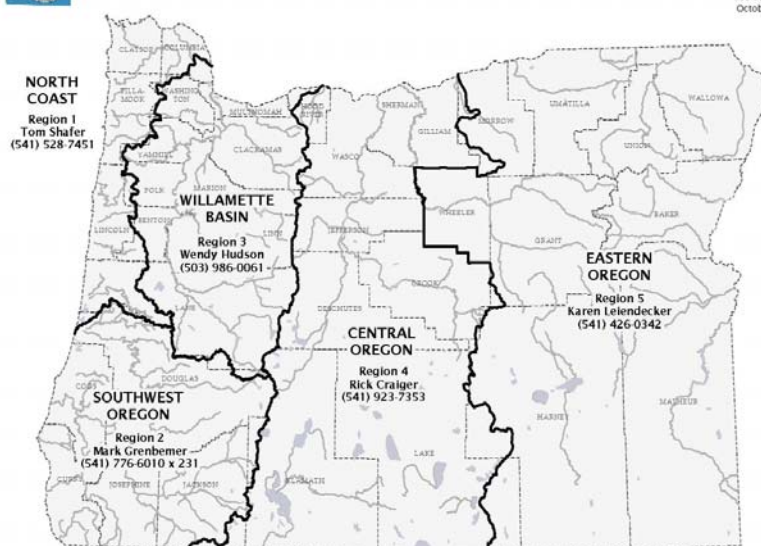 Octob
CLATSOP
COLUMBIA
NORTH
COAST
Region 1
Tom Shafer
(541) 528-7451
TILLA-
MOOK
WASHING-
TON
MULTNOMAH
HOOD
RIVER
SHERMAN
GILLIAM
MORROW
UMATILLA
WALLOWA
UNION
YAMHILL
CLACKAMAS
WASCO
POLK
MARION
WILLAMETTE
BASIN
Region 3
Wendy Hudson
(503) 986-0061
LINCOLN
BENTON
LINN
JEFFERSON
WHEELER
GRANT
BAKER
EASTERN
OREGON
Region 5
Karen Leiendecker
(541) 426-0342
LANE
DESCHUTES
CROOK
CENTRAL
OREGON
Region 4
Rick Craiger
(541) 923-7353
COOS
DOUGLAS
SOUTHWEST
OREGON
Region 2
Mark Grenbemer
(541) 776-6010 x 231
HARNEY
MALHEUR
LAKE
CURRY
JOSEPHINE
JACKSON
KLAMATH